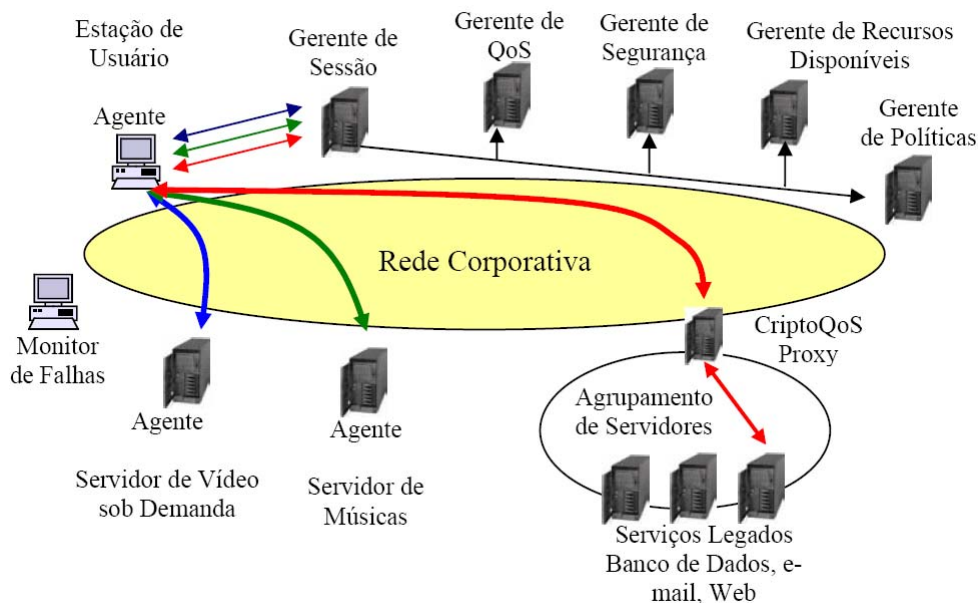 Estação de
Usuário
Agente
Gerente de
Sessão
Gerente de
QoS
Gerente de
Segurança
Gerente de Recursos
Disponíveis
Gerente
de Políticas
Rede Corporativa
Monitor
de Falhas
Agente
Servidor de Vídeo
sob Demanda
Agente
Servidor de
Músicas
CriptoQoS
Proxy
Agrupamento
de Servidores
Serviços Legados
Banco de Dados, e-
mail, Web